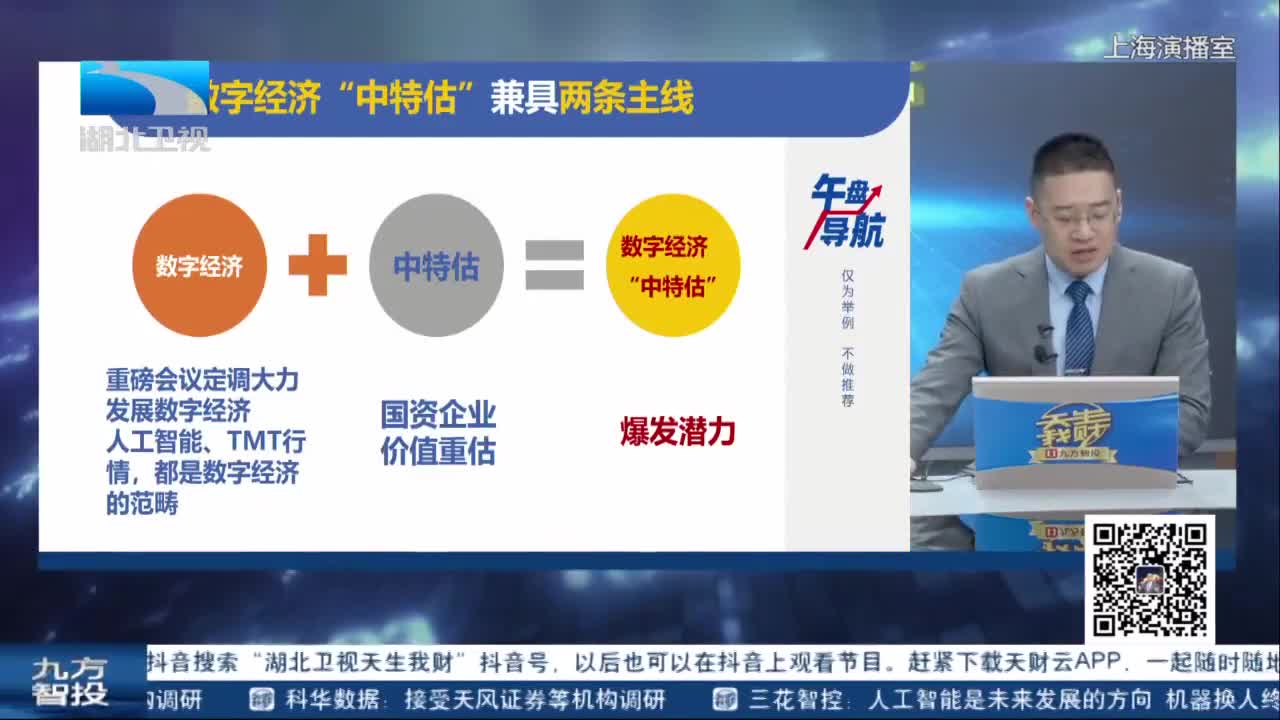 上海演播室
数字经济“中特估”兼具两条主线
湖北卫视
午盘
导航
仅为举例 不做推荐
数字经济
中特估
数字经济
“中特估”
重磅会议定调大力
发展数字经济
人工智能、TMT行
情，都是数字经济
的范畴
国资企业
价值重估
爆发潜力
天生
我财
九方智投
九方
智投
抖音搜索“湖北卫视天生我财”抖音号，以后也可以在抖音上观看节目。赶紧下载天财云APP，一起随时随地
构调研 科华数据：接受天风证券等机构调研 三花智控：人工智能是未来发展的方向 机器换人终